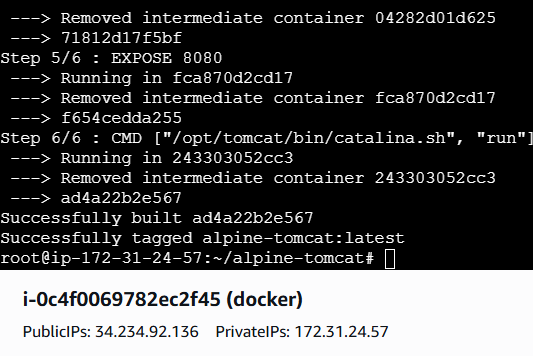 ---> Removed intermediate container 04282d01d625
---> 71812d17f5bf
Step 5/6 : EXPOSE 8080
---> Running in fca870d2cd17
---> Removed intermediate container fca870d2cd17
---> f654cedda255
Step 6/6 : CMD ["/opt/tomcat/bin/catalina.sh", "run"]
---> Running in 243303052cc3
---> Removed intermediate container 243303052cc3
---> ad4a22b2e567
Successfully built ad4a22b2e567
Successfully tagged alpine-tomcat:latest
root@ip-172-31-24-57:~/alpine-tomcat#
i-0c4f0069782ec2f45 (docker)
PublicIPs: 34.234.92.136 PrivateIPs: 172.31.24.57